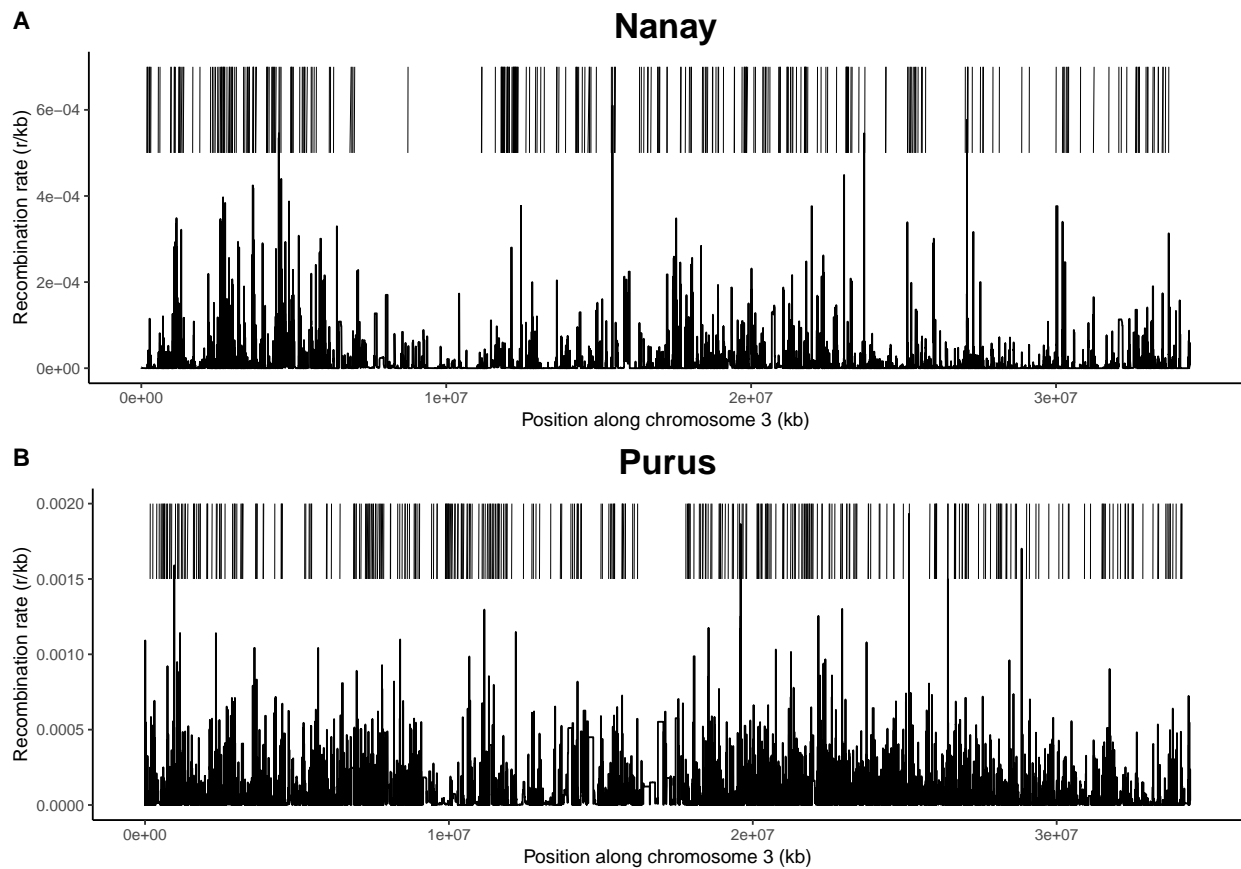 A
Nanay
Recombination rate (r/kb)
6e−04
4e−04
2e−04
0e+00
0e+00 1e+07 2e+07 3e+07
Position along chromosome 3 (kb)
B
Purus
Recombination rate (r/kb)
0.0020
0.0015
0.0010
0.0005
0.0000
0e+00 1e+07 2e+07 3e+07
Position along chromosome 3 (kb)